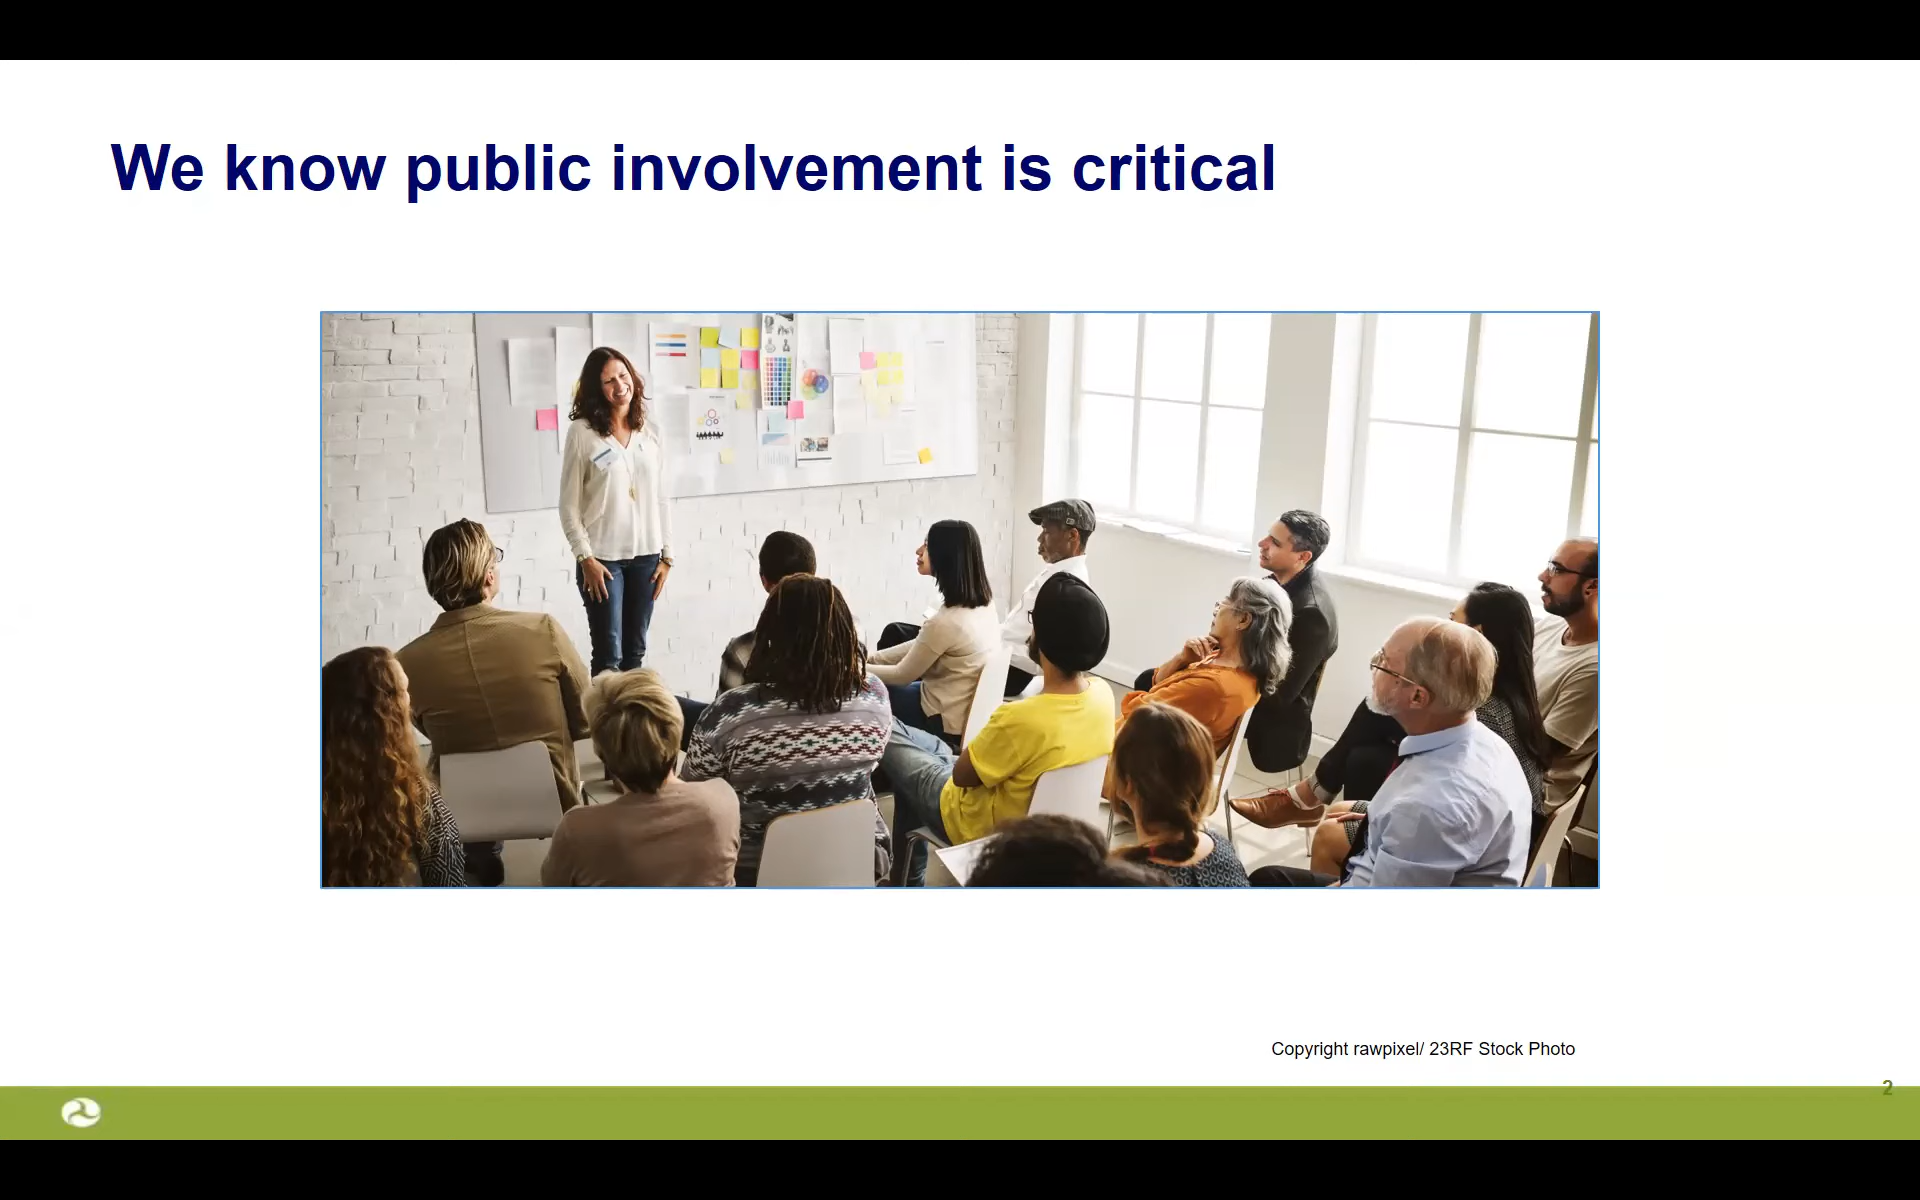 We know public involvement is critical
Copyright rawpixel/ 23RF Stock Photo
2